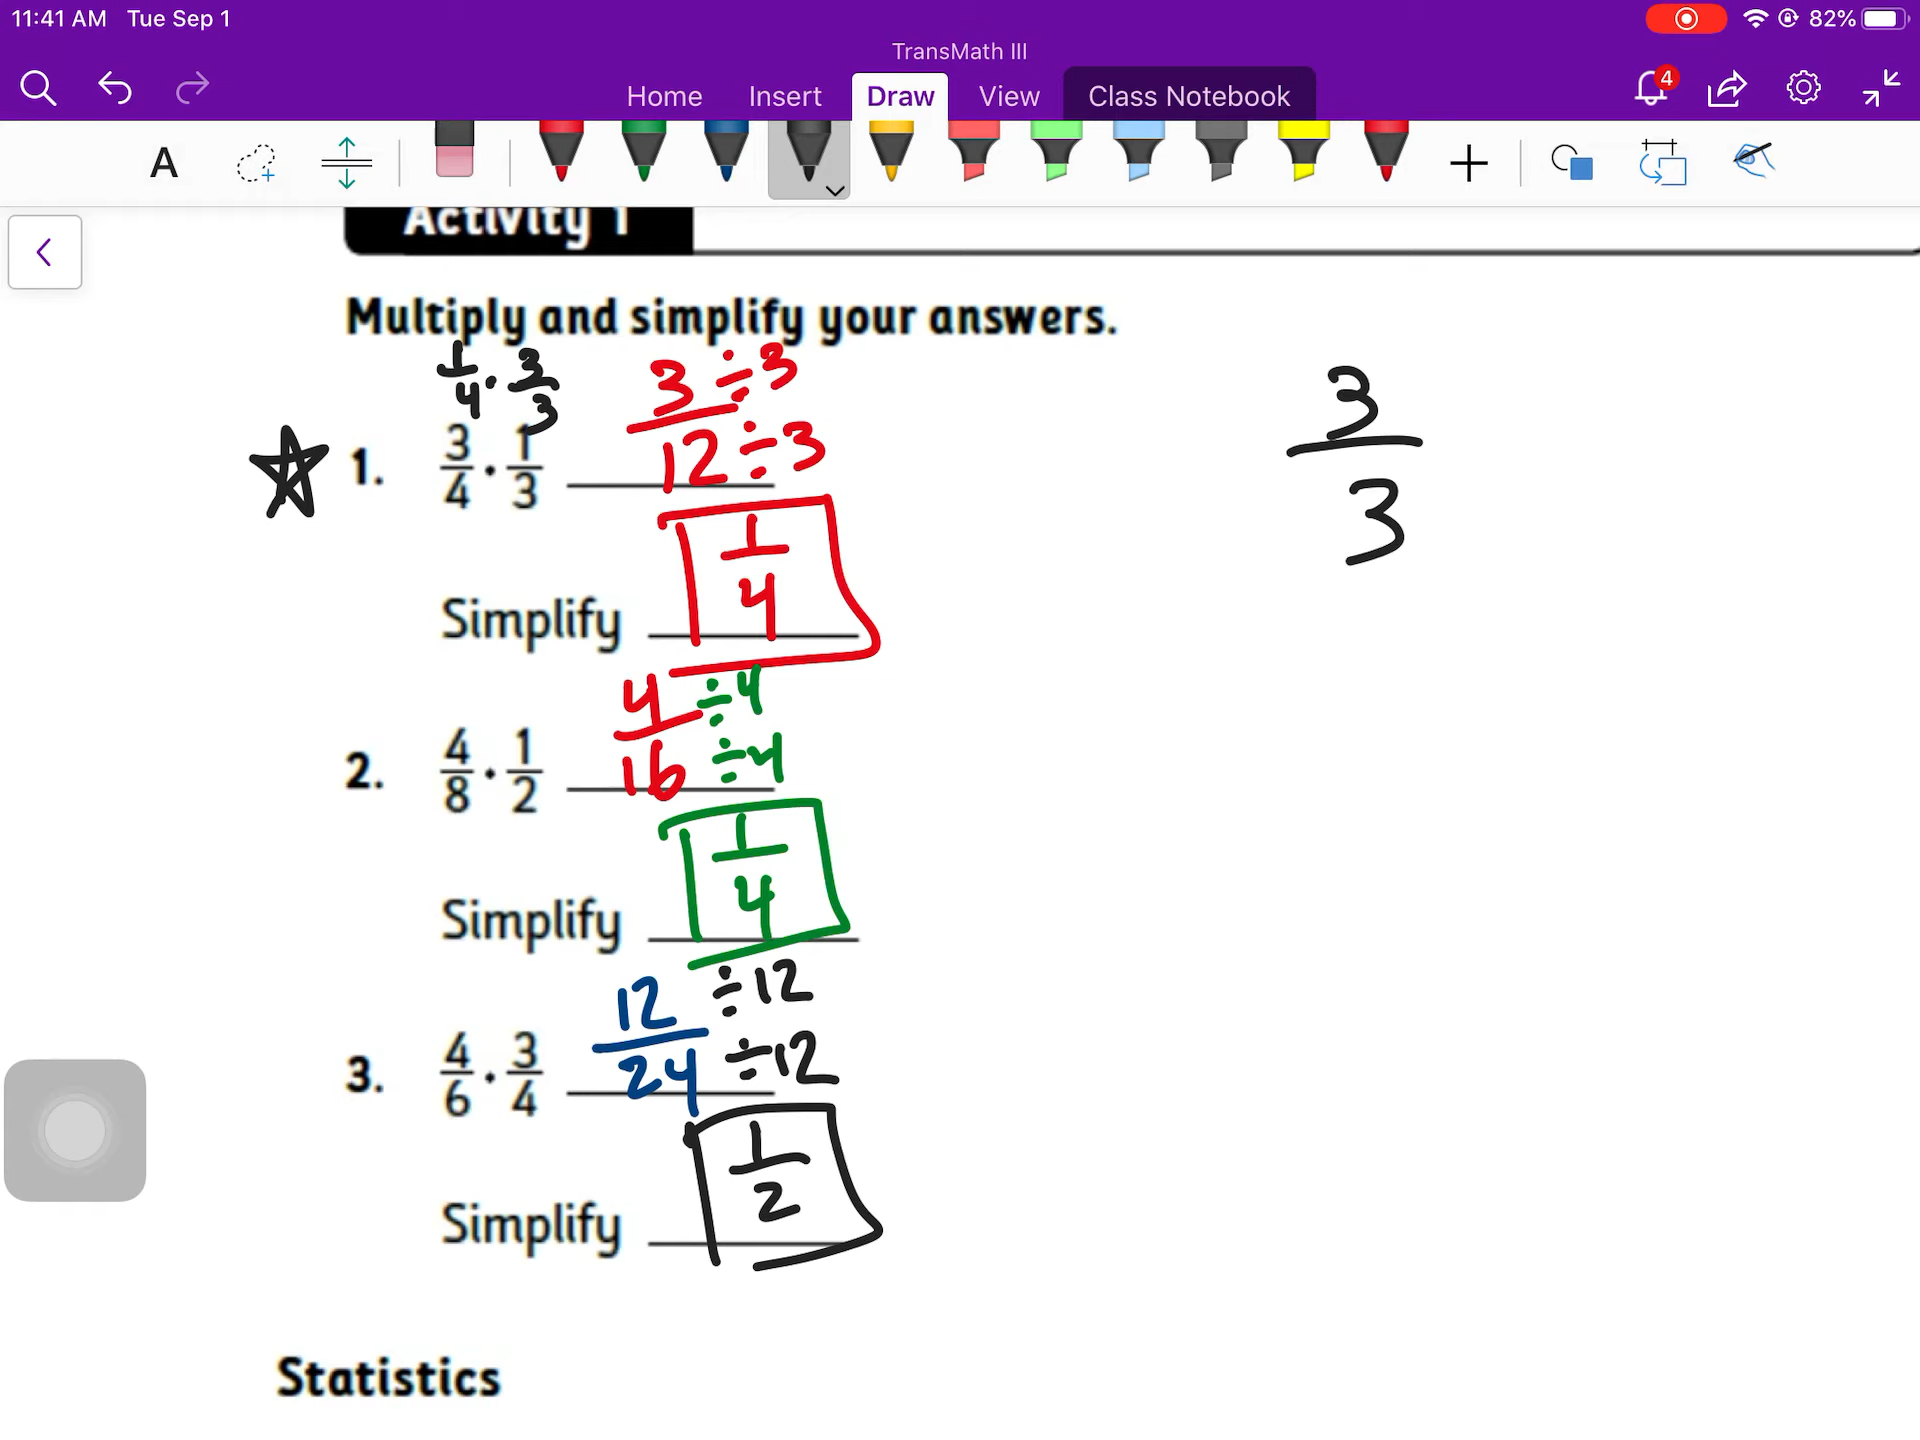 11:41 AM Tue Sep 1 82%
TransMath III
Home Insert Draw View Class Notebook 4
A
Activity 1
Multiply and simplify your answers.
1/4 · 3/3
1. 3/4 · 1/3 3 ÷3 / 12 ÷3
3/3
Simplify 1/4
2. 4/8 · 1/2 4 ÷4 / 16 ÷4
Simplify 1/4
3. 4/6 · 3/4 12 ÷12 / 24 ÷12
Simplify 1/2
Statistics